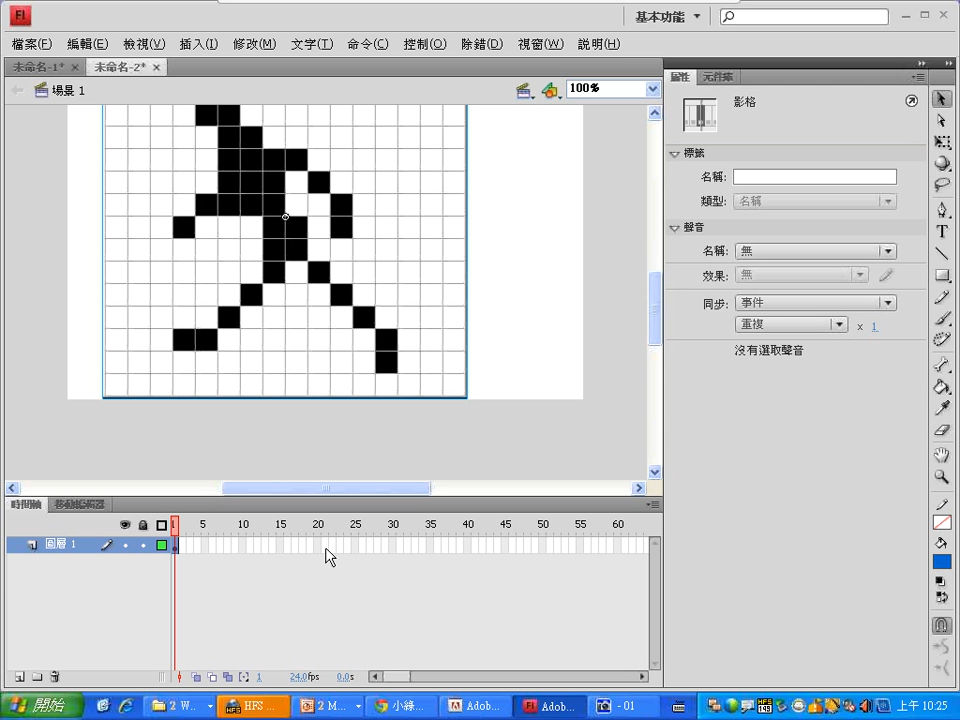 Fl
基本功能
檔案(F) 編輯(E) 檢視(V) 插入(I) 修改(M) 文字(T) 命令(C) 控制(O) 除錯(D) 視窗(W) 說明(H)
未命名-1* 未命名-2*
屬性 元件庫
場景 1
100%
影格
標籤
名稱:
類型: 名稱
聲音
名稱: 無
效果: 無
同步: 事件
重複 x 1
沒有選取聲音
時間軸 移動編輯器
1 5 10 15 20 25 30 35 40 45 50 55 60
圖層 1
1 24.0fps 0.0s
開始
2 W...
HFS ...
2 M...
小綠...
Adob...
Fl Adob...
- 01
上午 10:25